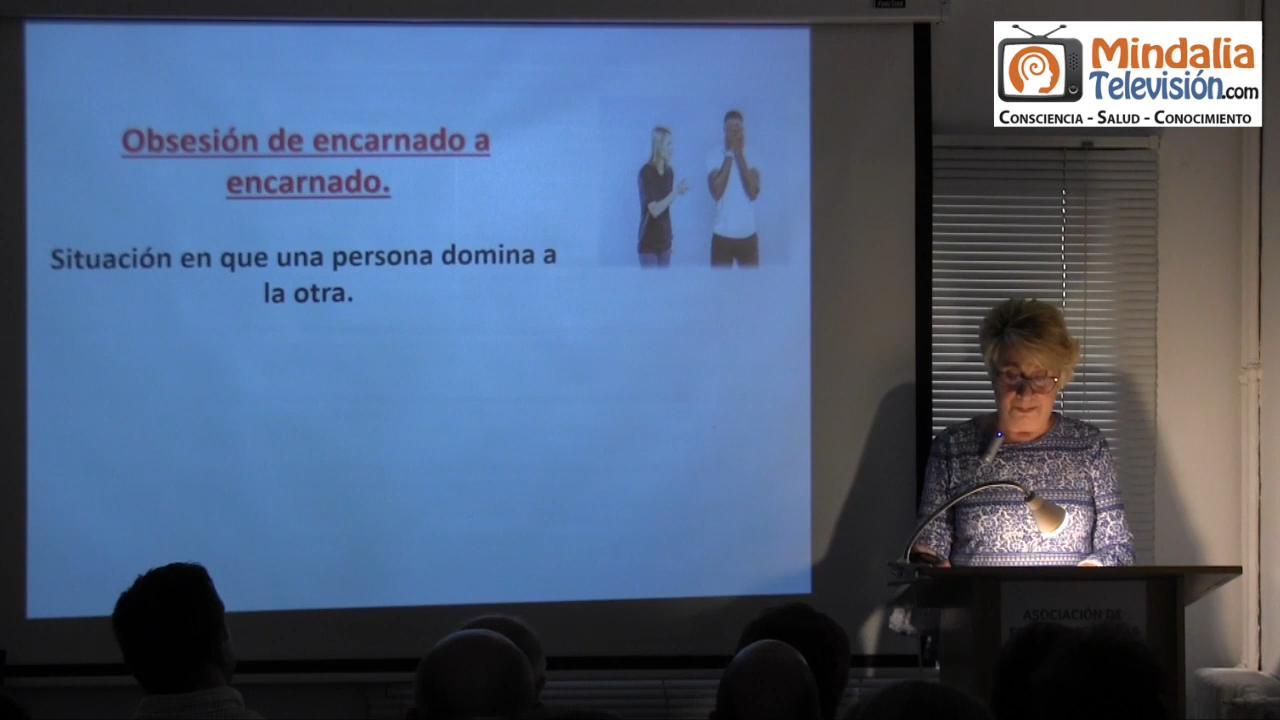 Obsesión de encarnado a
encarnado.
Situación en que una persona domina a
la otra.
Mindalia
Televisión.com
Consciencia - Salud - Conocimiento
ASOCIACIÓN DE